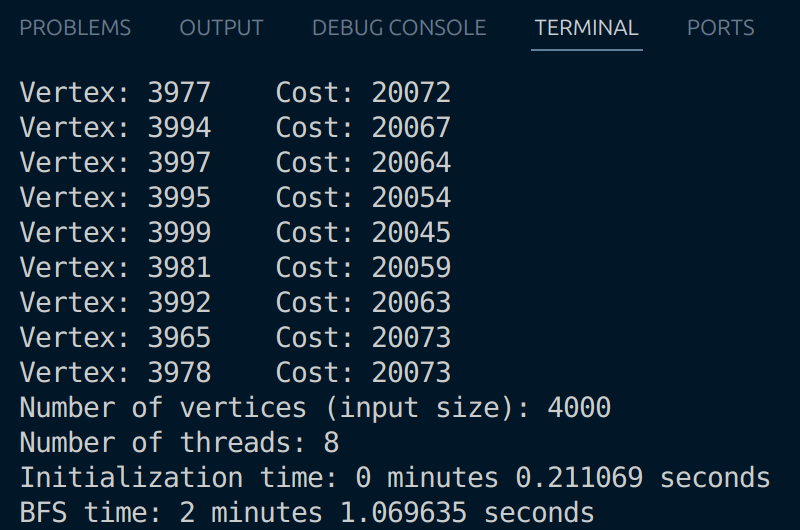 PROBLEMS OUTPUT DEBUG CONSOLE TERMINAL PORTS
Vertex: 3977    Cost: 20072
Vertex: 3994    Cost: 20067
Vertex: 3997    Cost: 20064
Vertex: 3995    Cost: 20054
Vertex: 3999    Cost: 20045
Vertex: 3981    Cost: 20059
Vertex: 3992    Cost: 20063
Vertex: 3965    Cost: 20073
Vertex: 3978    Cost: 20073
Number of vertices (input size): 4000
Number of threads: 8
Initialization time: 0 minutes 0.211069 seconds
BFS time: 2 minutes 1.069635 seconds